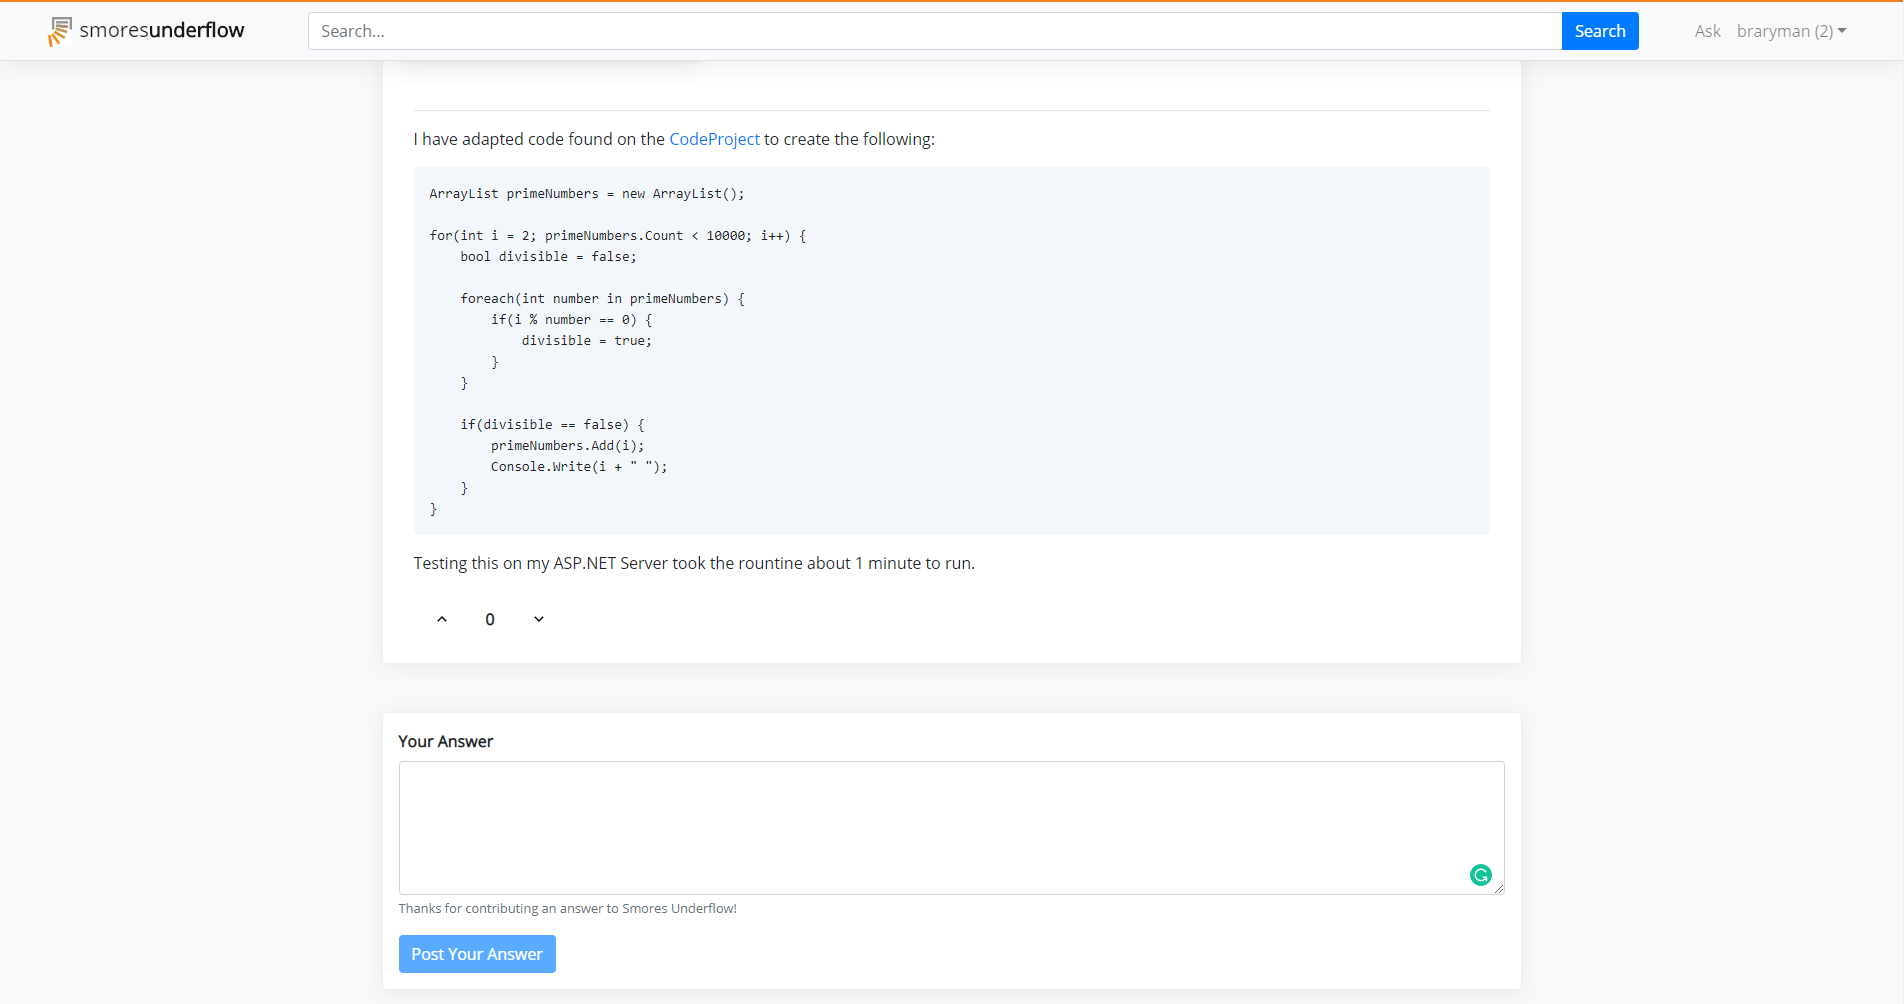 smoresunderflow
Search...
Search
Ask
braryman (2)
I have adapted code found on the CodeProject to create the following:
ArrayList primeNumbers = new ArrayList();
for(int i = 2; primeNumbers.Count < 10000; i++) {
    bool divisible = false;
    foreach(int number in primeNumbers) {
        if(i % number == 0) {
            divisible = true;
        }
    }
    if(divisible == false) {
        primeNumbers.Add(i);
        Console.Write(i + " ");
    }
}
Testing this on my ASP.NET Server took the rountine about 1 minute to run.
0
Your Answer
Thanks for contributing an answer to Smores Underflow!
Post Your Answer